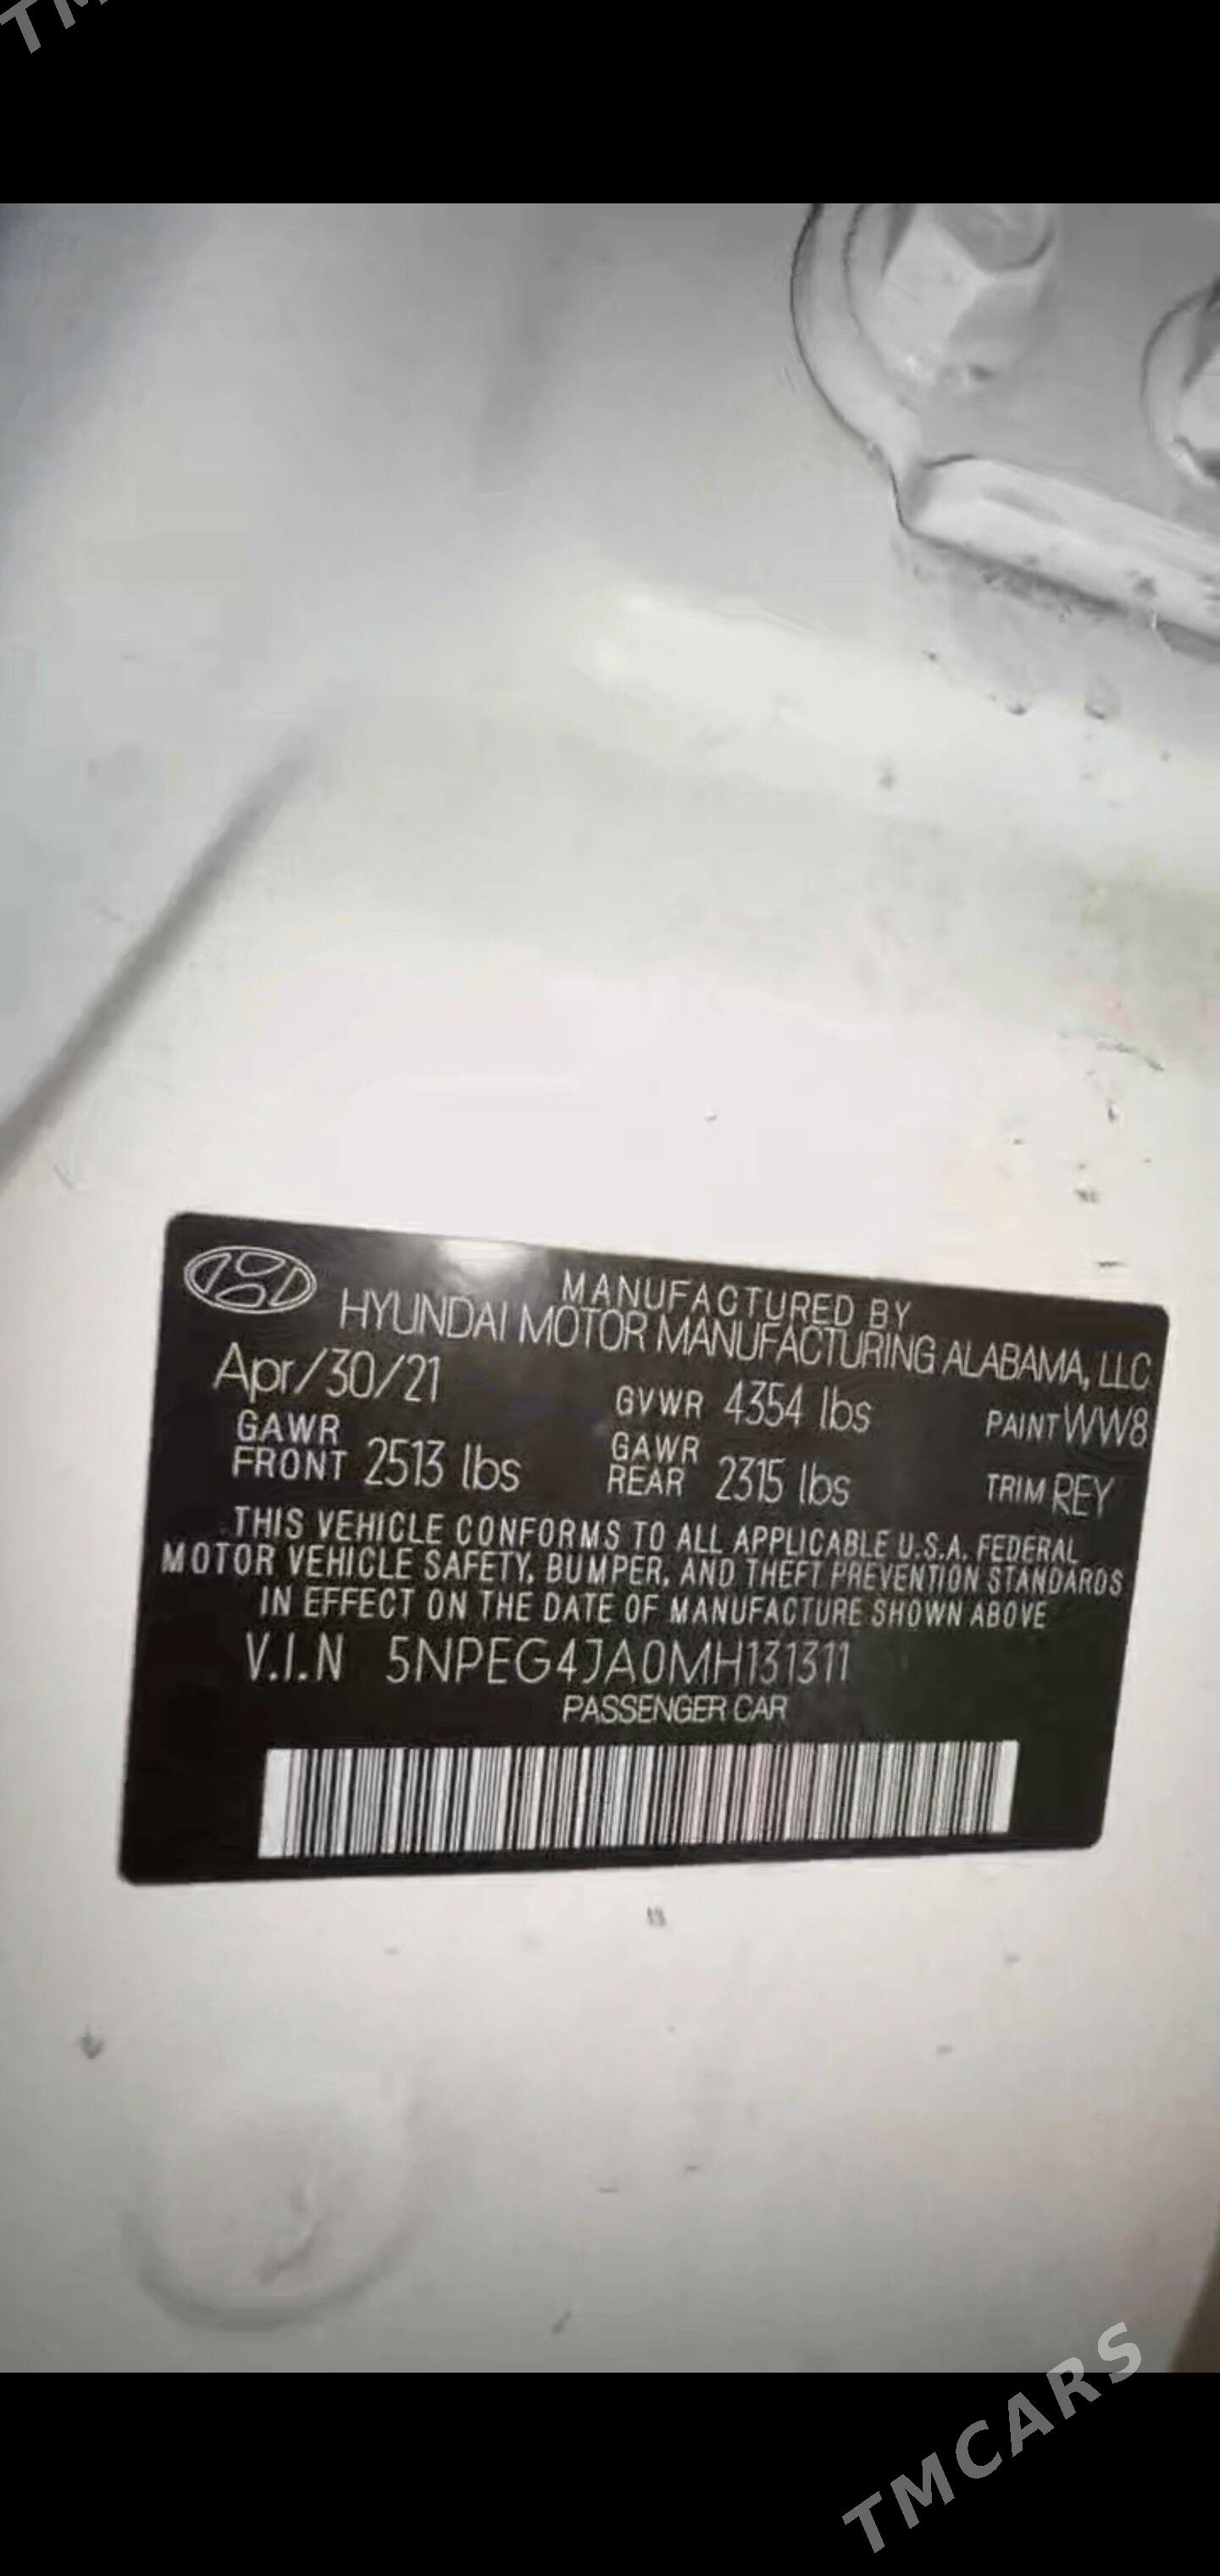 TM
MANUFACTURED BY
HYUNDAI MOTOR MANUFACTURING ALABAMA, LLC
Apr/30/21 GVWR 4354 lbs PAINT WW8
GAWR FRONT 2513 lbs GAWR REAR 2315 lbs TRIM REY
THIS VEHICLE CONFORMS TO ALL APPLICABLE U.S.A. FEDERAL
MOTOR VEHICLE SAFETY, BUMPER, AND THEFT PREVENTION STANDARDS
IN EFFECT ON THE DATE OF MANUFACTURE SHOWN ABOVE
V.I.N 5NPEG4JA0MH131311
PASSENGER CAR
TMCARS